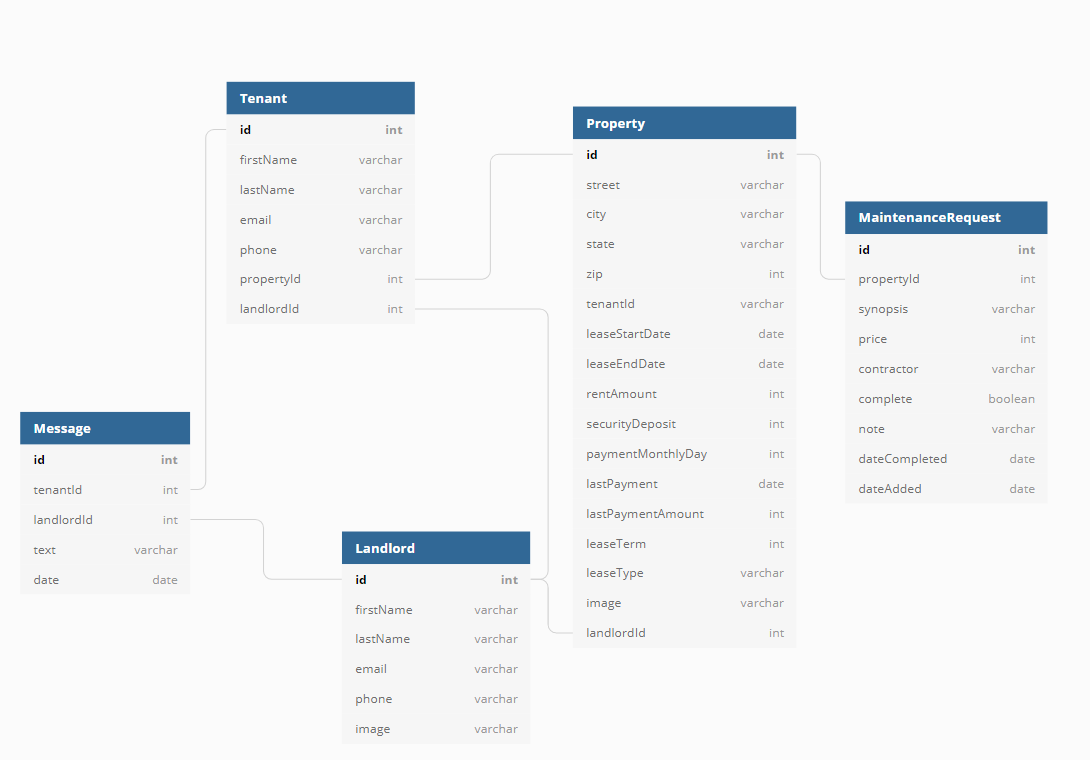 Tenant
id int
firstName varchar
lastName varchar
email varchar
phone varchar
propertyId int
landlordId int
Property
id int
street varchar
city varchar
state varchar
zip int
tenantId varchar
leaseStartDate date
leaseEndDate date
rentAmount int
securityDeposit int
paymentMonthlyDay int
lastPayment date
lastPaymentAmount int
leaseTerm int
leaseType varchar
image varchar
landlordId int
MaintenanceRequest
id int
propertyId int
synopsis varchar
price int
contractor varchar
complete boolean
note varchar
dateCompleted date
dateAdded date
Message
id int
tenantId int
landlordId int
text varchar
date date
Landlord
id int
firstName varchar
lastName varchar
email varchar
phone varchar
image varchar